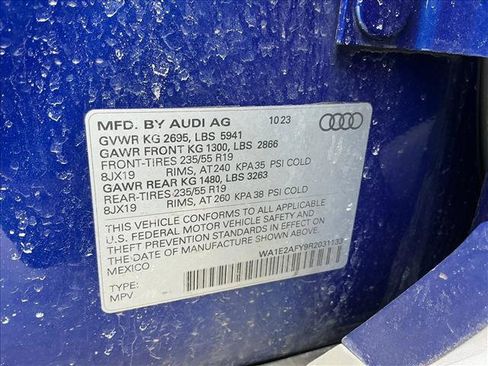 MFD. BY AUDI AG 10 23
GVWR KG 2695, LBS 5941
GAWR FRONT KG 1300, LBS 2866
FRONT-TIRES 235/55 R19
8JX19 RIMS, AT 240 KPA 35 PSI COLD
GAWR REAR KG 1480, LBS 3263
REAR-TIRES 235/55 R19
8JX19 RIMS, AT 260 KPA 38 PSI COLD
THIS VEHICLE CONFORMS TO ALL APPLICABLE
U.S. FEDERAL MOTOR VEHICLE SAFETY AND
THEFT PREVENTION STANDARDS IN EFFECT ON
THE DATE OF MANUFACTURE SHOWN ABOVE.
MEXICO
WA1E2AFY9R2031133
TYPE:
MPV